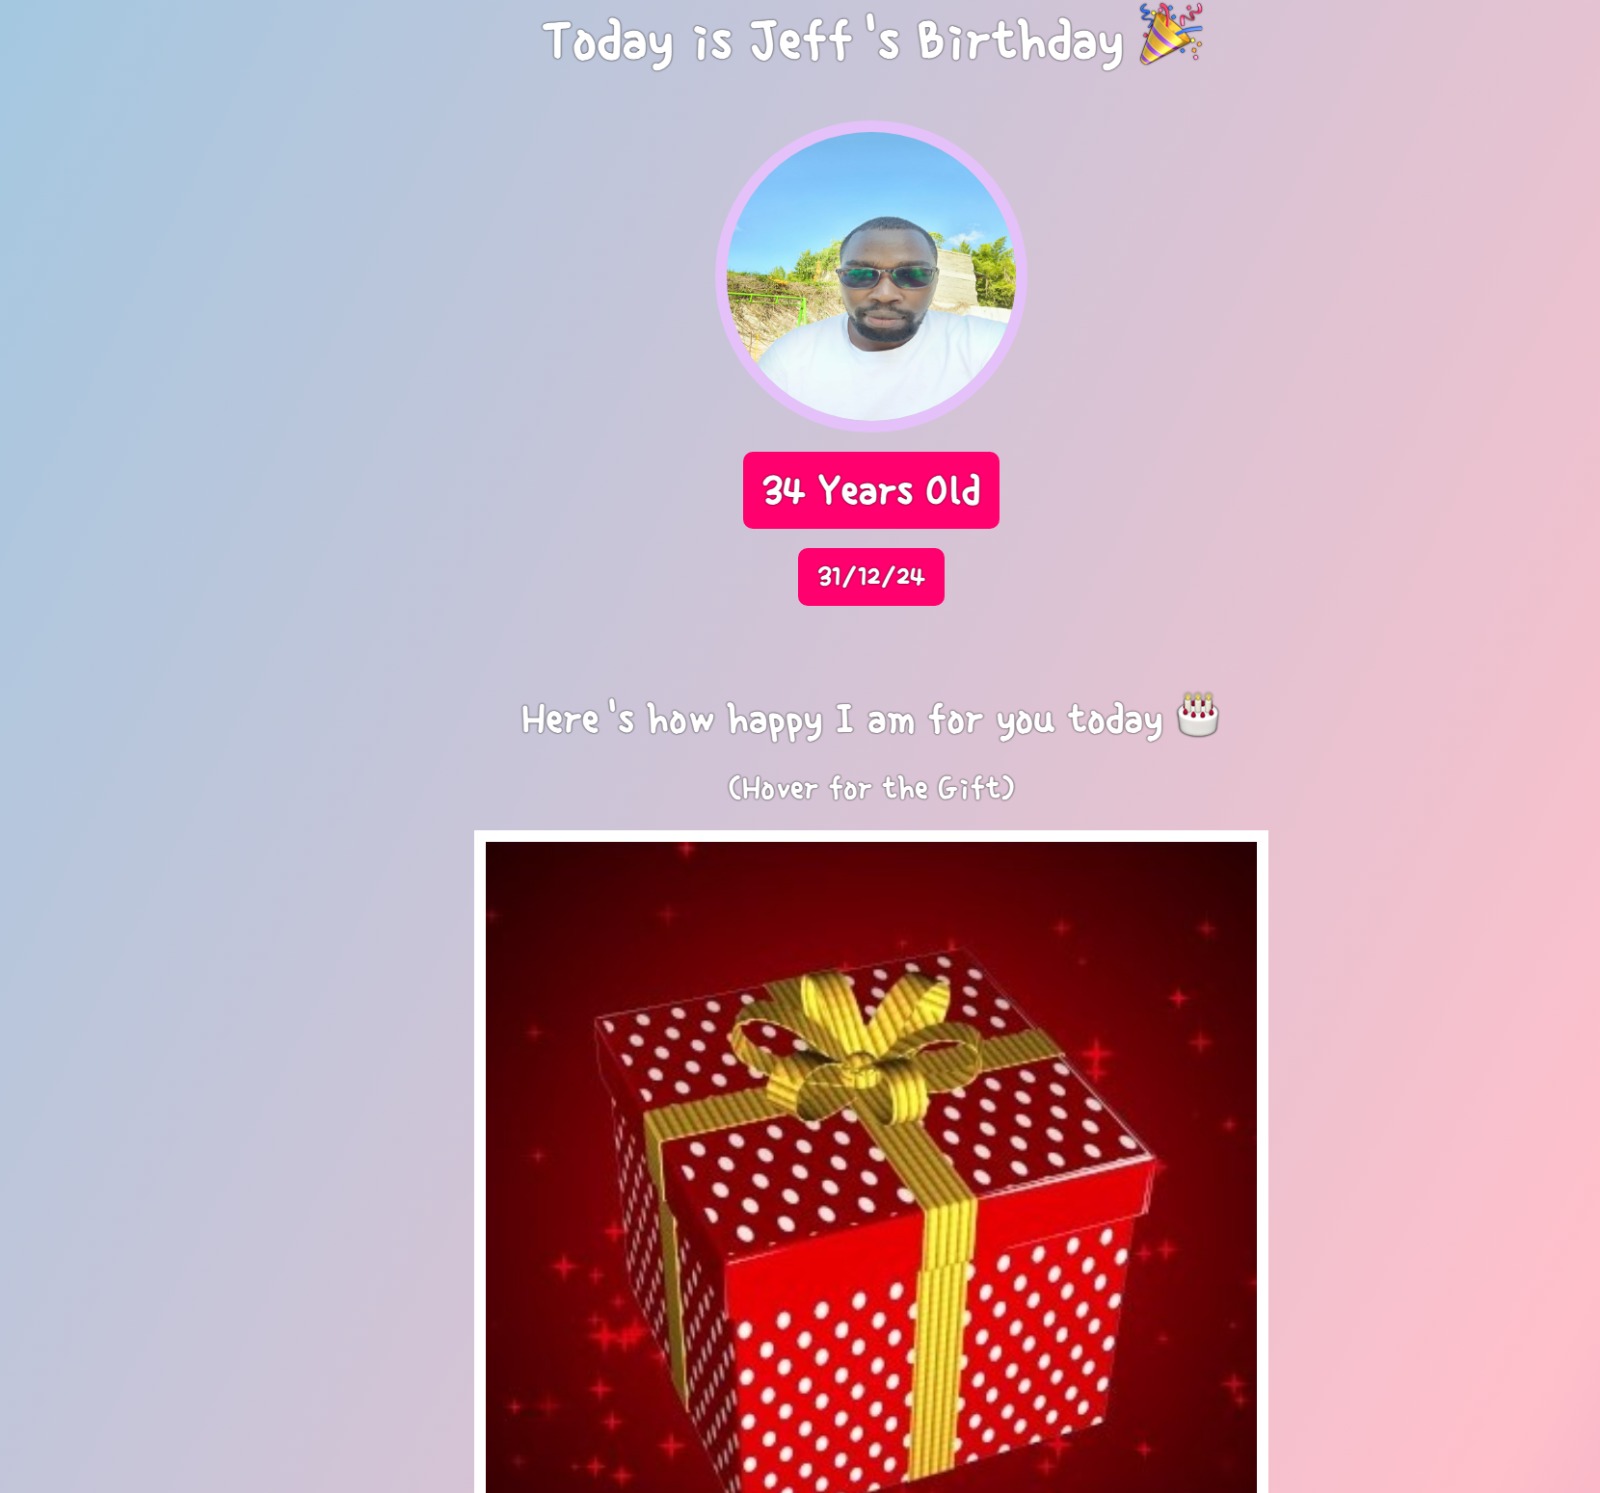 Today is Jeff's Birthday 🎉
34 Years Old
31/12/24
Here's how happy I am for you today 🎂
(Hover for the Gift)